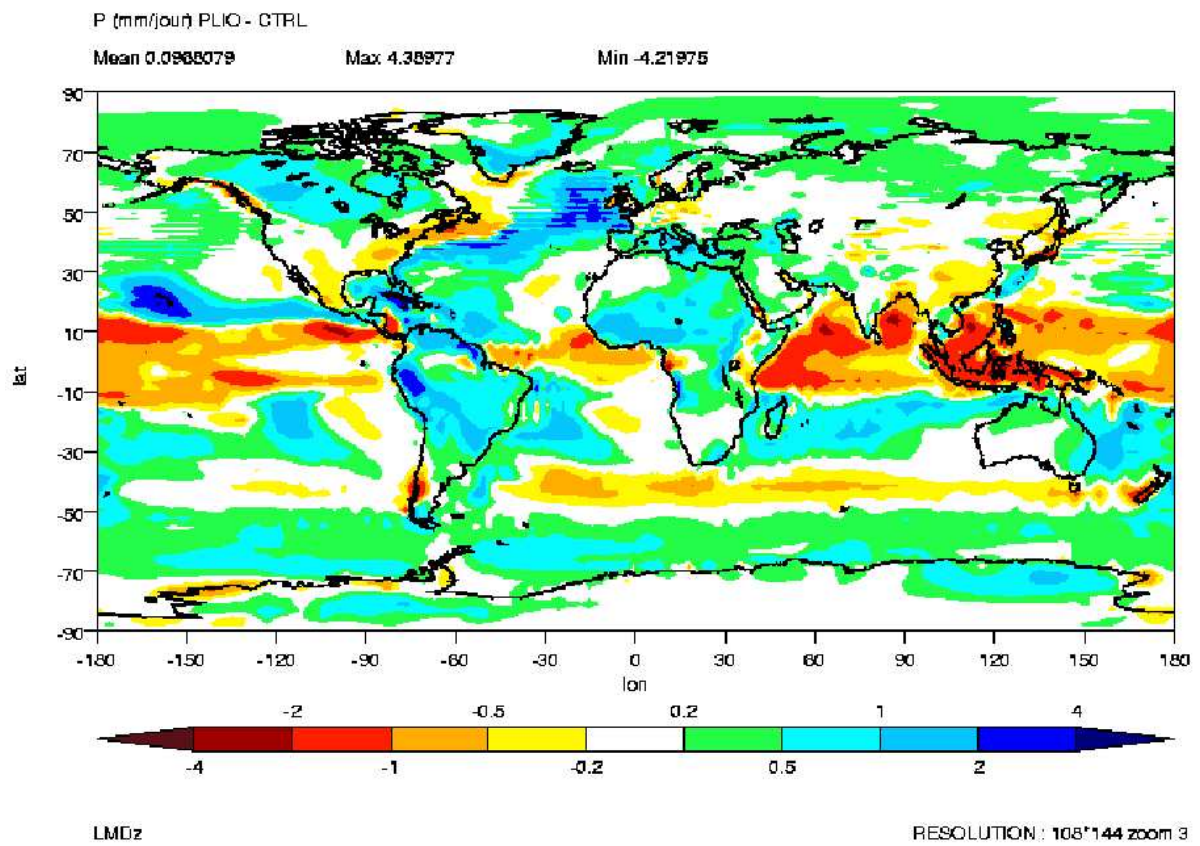 P (mm/jour) PLIO - CTRL
Mean 0.0968079 Max 4.38977 Min -4.21975
90
70
50
30
10
-10
-30
-50
-70
-90
lat
-180 -150 -120 -90 -60 -30 0 30 60 90 120 150 180
lon
-2 -0.5 0.2 1 4
-4 -1 -0.2 0.5 2
LMDz RESOLUTION : 108*144 zoom 3